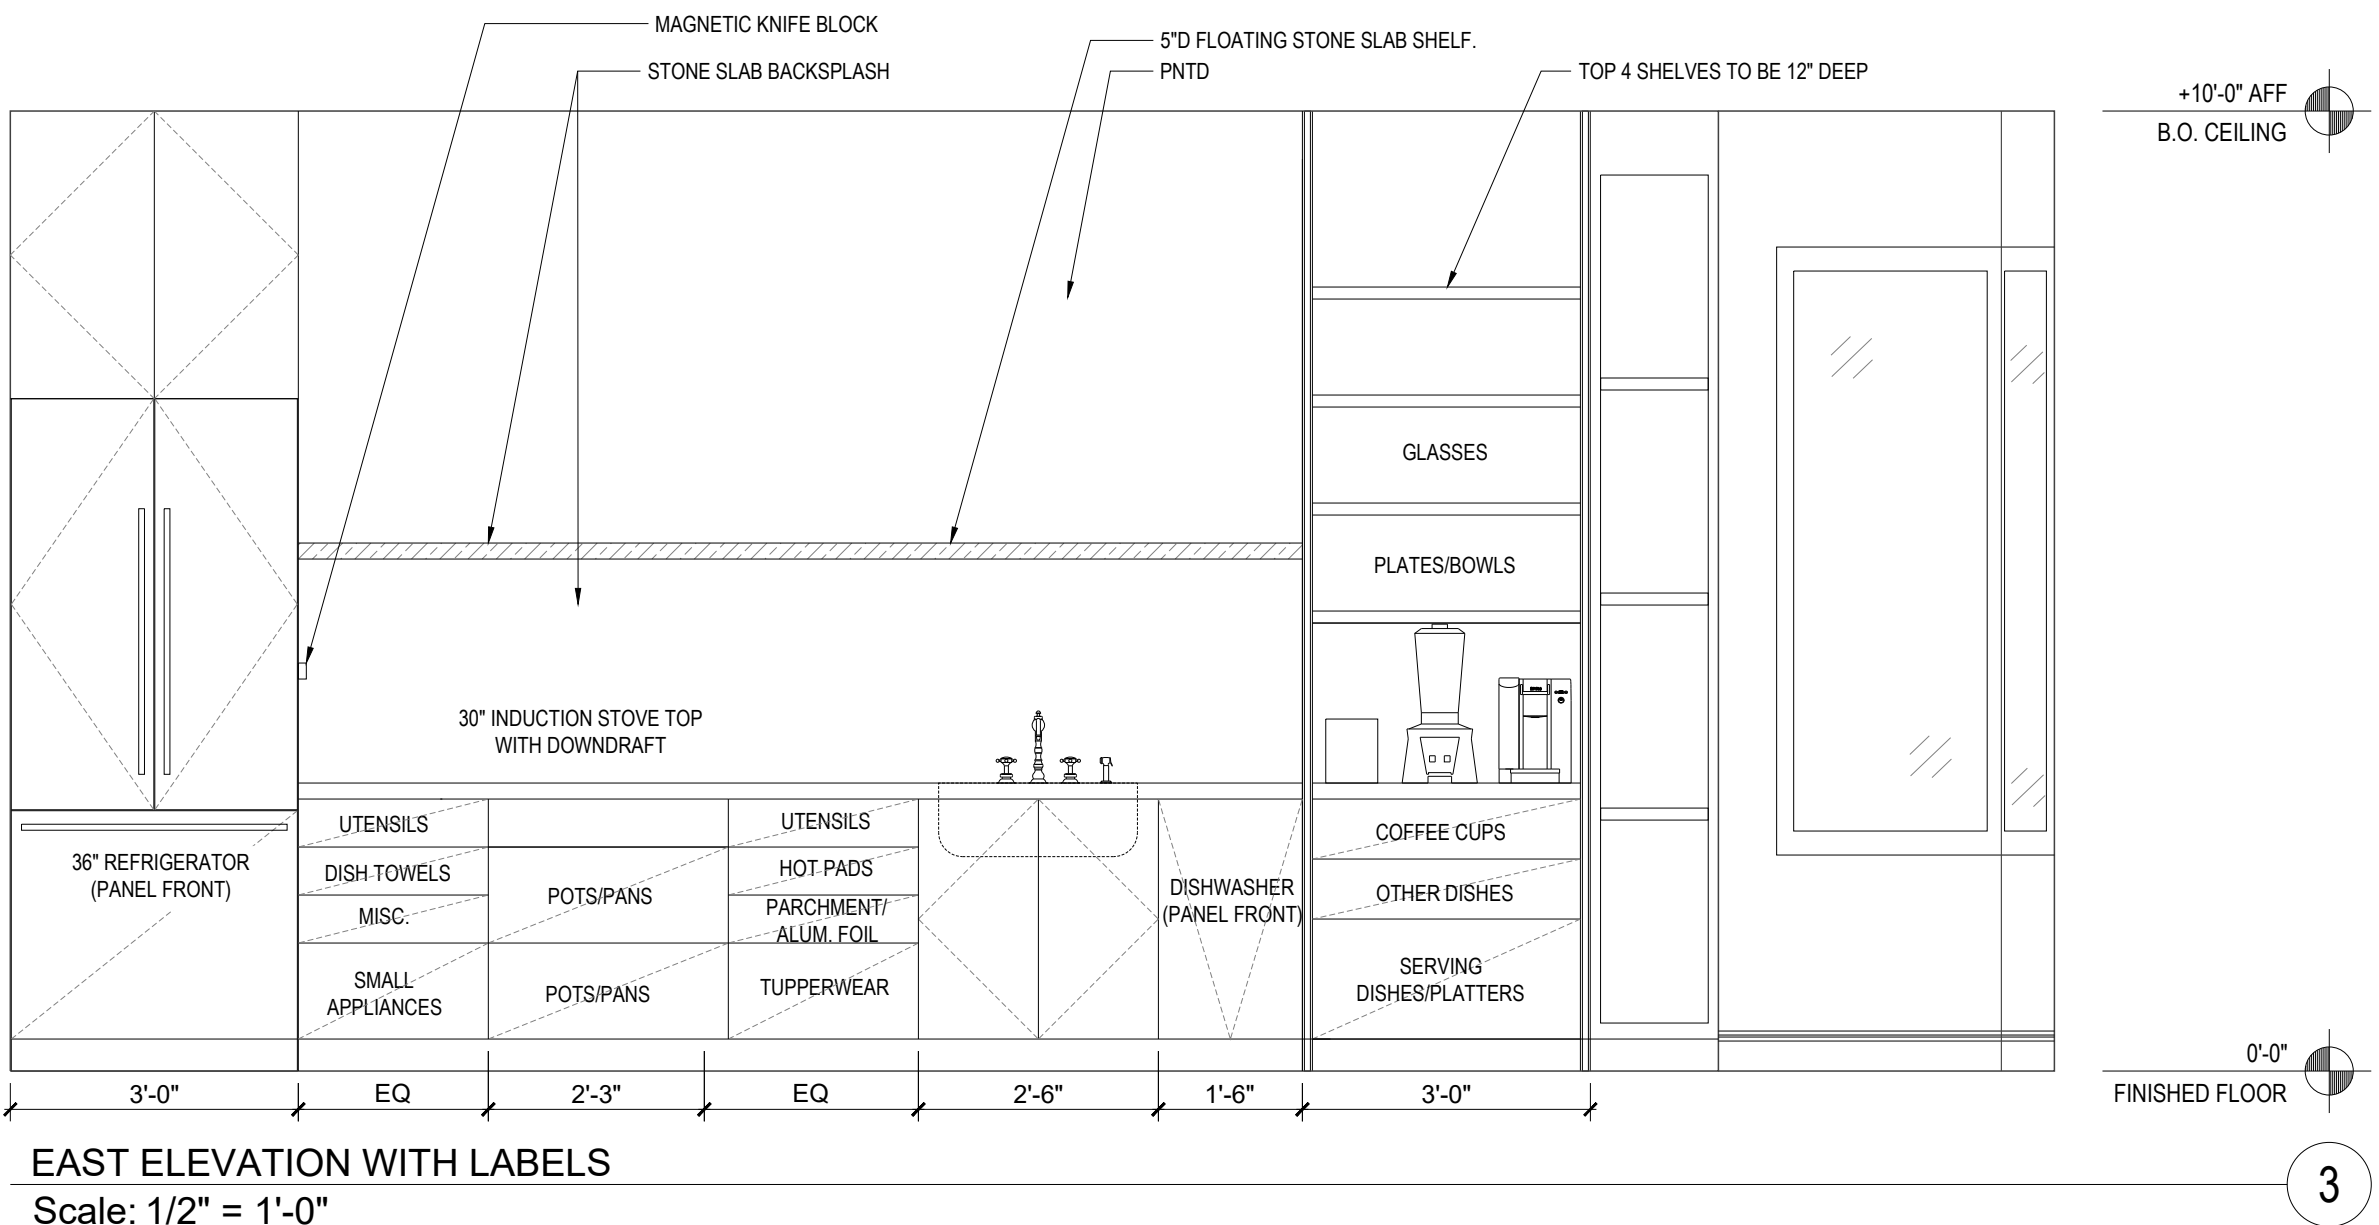 MAGNETIC KNIFE BLOCK
STONE SLAB BACKSPLASH
5"D FLOATING STONE SLAB SHELF.
PNTD
TOP 4 SHELVES TO BE 12" DEEP
+10'-0" AFF
B.O. CEILING
GLASSES
PLATES/BOWLS
30" INDUCTION STOVE TOP
WITH DOWNDRAFT
36" REFRIGERATOR
(PANEL FRONT)
UTENSILS
DISH TOWELS
MISC.
SMALL
APPLIANCES
POTS/PANS
POTS/PANS
UTENSILS
HOT PADS
PARCHMENT/
ALUM. FOIL
TUPPERWEAR
DISHWASHER
(PANEL FRONT)
COFFEE CUPS
OTHER DISHES
SERVING
DISHES/PLATTERS
0'-0"
FINISHED FLOOR
3'-0"
EQ
2'-3"
EQ
2'-6"
1'-6"
3'-0"
EAST ELEVATION WITH LABELS
Scale: 1/2" = 1'-0"
3